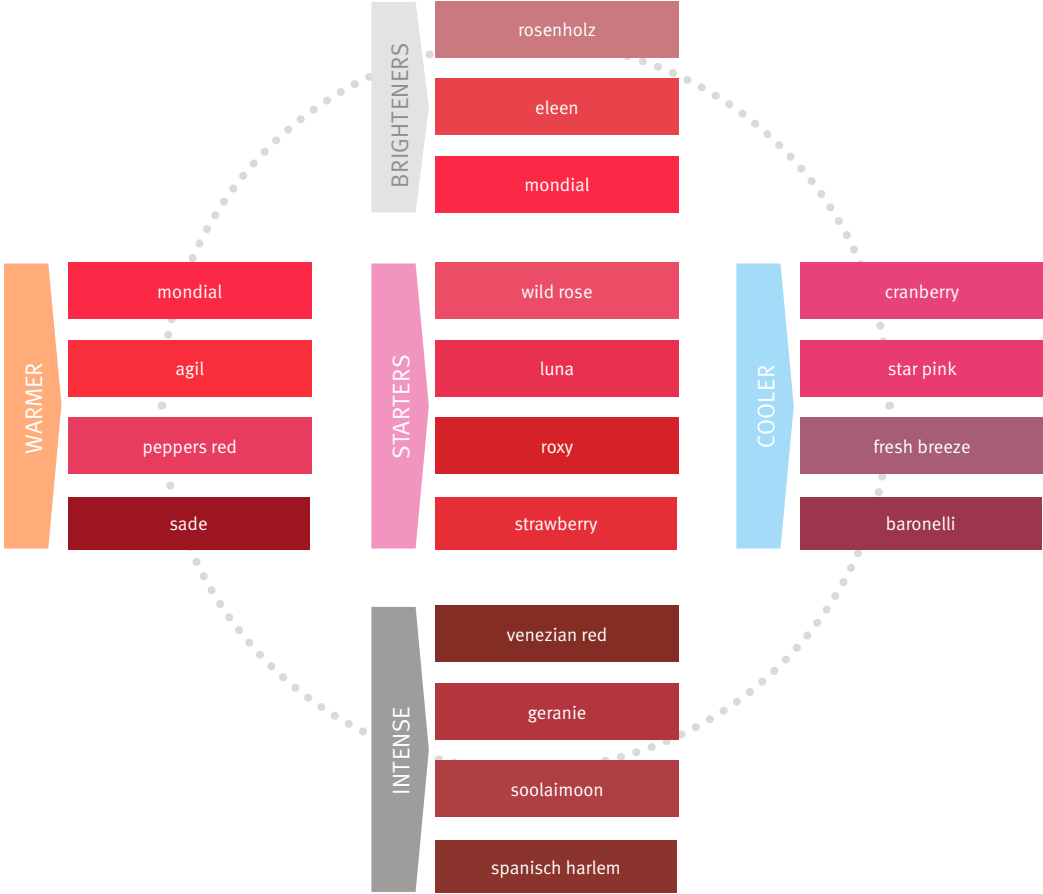 BRIGHTENERS
rosenholz
eleen
mondial
WARMER
mondial
agil
peppers red
sade
STARTERS
wild rose
luna
roxy
strawberry
COOLER
cranberry
star pink
fresh breeze
baronelli
INTENSE
venezian red
geranie
soolaimoon
spanisch harlem